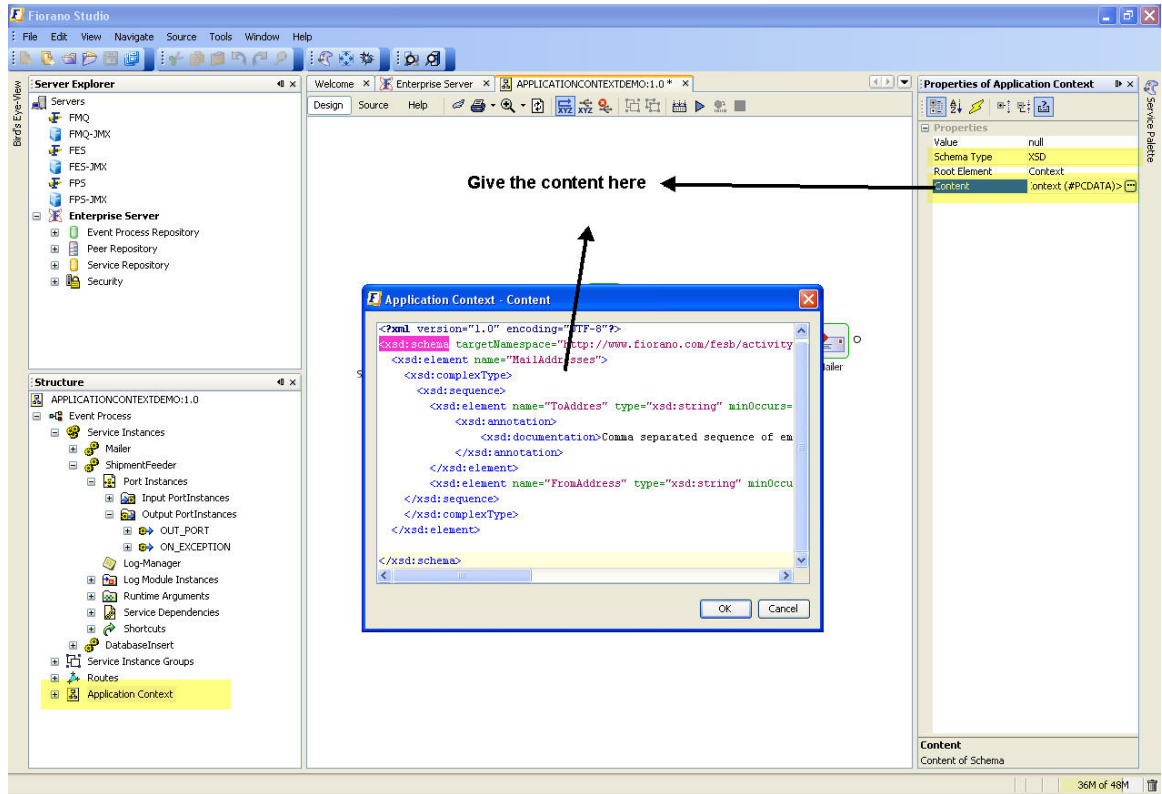 Fiorano Studio
File Edit View Navigate Source Tools Window Help
Bird's Eye-View
Server Explorer
Servers
FMQ
FMQ-JMX
FES
FES-JMX
FPS
FPS-JMX
Enterprise Server
Event Process Repository
Peer Repository
Service Repository
Security
Structure
APPLICATIONCONTEXTDEMO:1.0
Event Process
Service Instances
Mailer
ShipmentFeeder
Port Instances
Input PortInstances
Output PortInstances
OUT_PORT
ON_EXCEPTION
Log-Manager
Log Module Instances
Runtime Arguments
Service Dependencies
Shortcuts
DatabaseInsert
Service Instance Groups
Routes
Application Context
Welcome Enterprise Server APPLICATIONCONTEXTDEMO:1.0 *
Design Source Help
XYZ XYZ
Give the content here
S
ailer
Application Context - Content
<?xml version="1.0" encoding="UTF-8"?>
<xsd:schema targetNamespace="http://www.fiorano.com/fesb/activity
<xsd:element name="MailAddresses">
<xsd:complexType>
<xsd:sequence>
<xsd:element name="ToAddres" type="xsd:string" minOccurs=
<xsd:annotation>
<xsd:documentation>Comma separated sequence of em
</xsd:annotation>
</xsd:element>
<xsd:element name="FromAddress" type="xsd:string" minOccu
</xsd:sequence>
</xsd:complexType>
</xsd:element>
</xsd:schema>
OK Cancel
Properties of Application Context
Properties
Value null
Schema Type XSD
Root Element Context
Content ontext (#PCDATA)>
Content
Content of Schema
Service Palette
36M of 48M